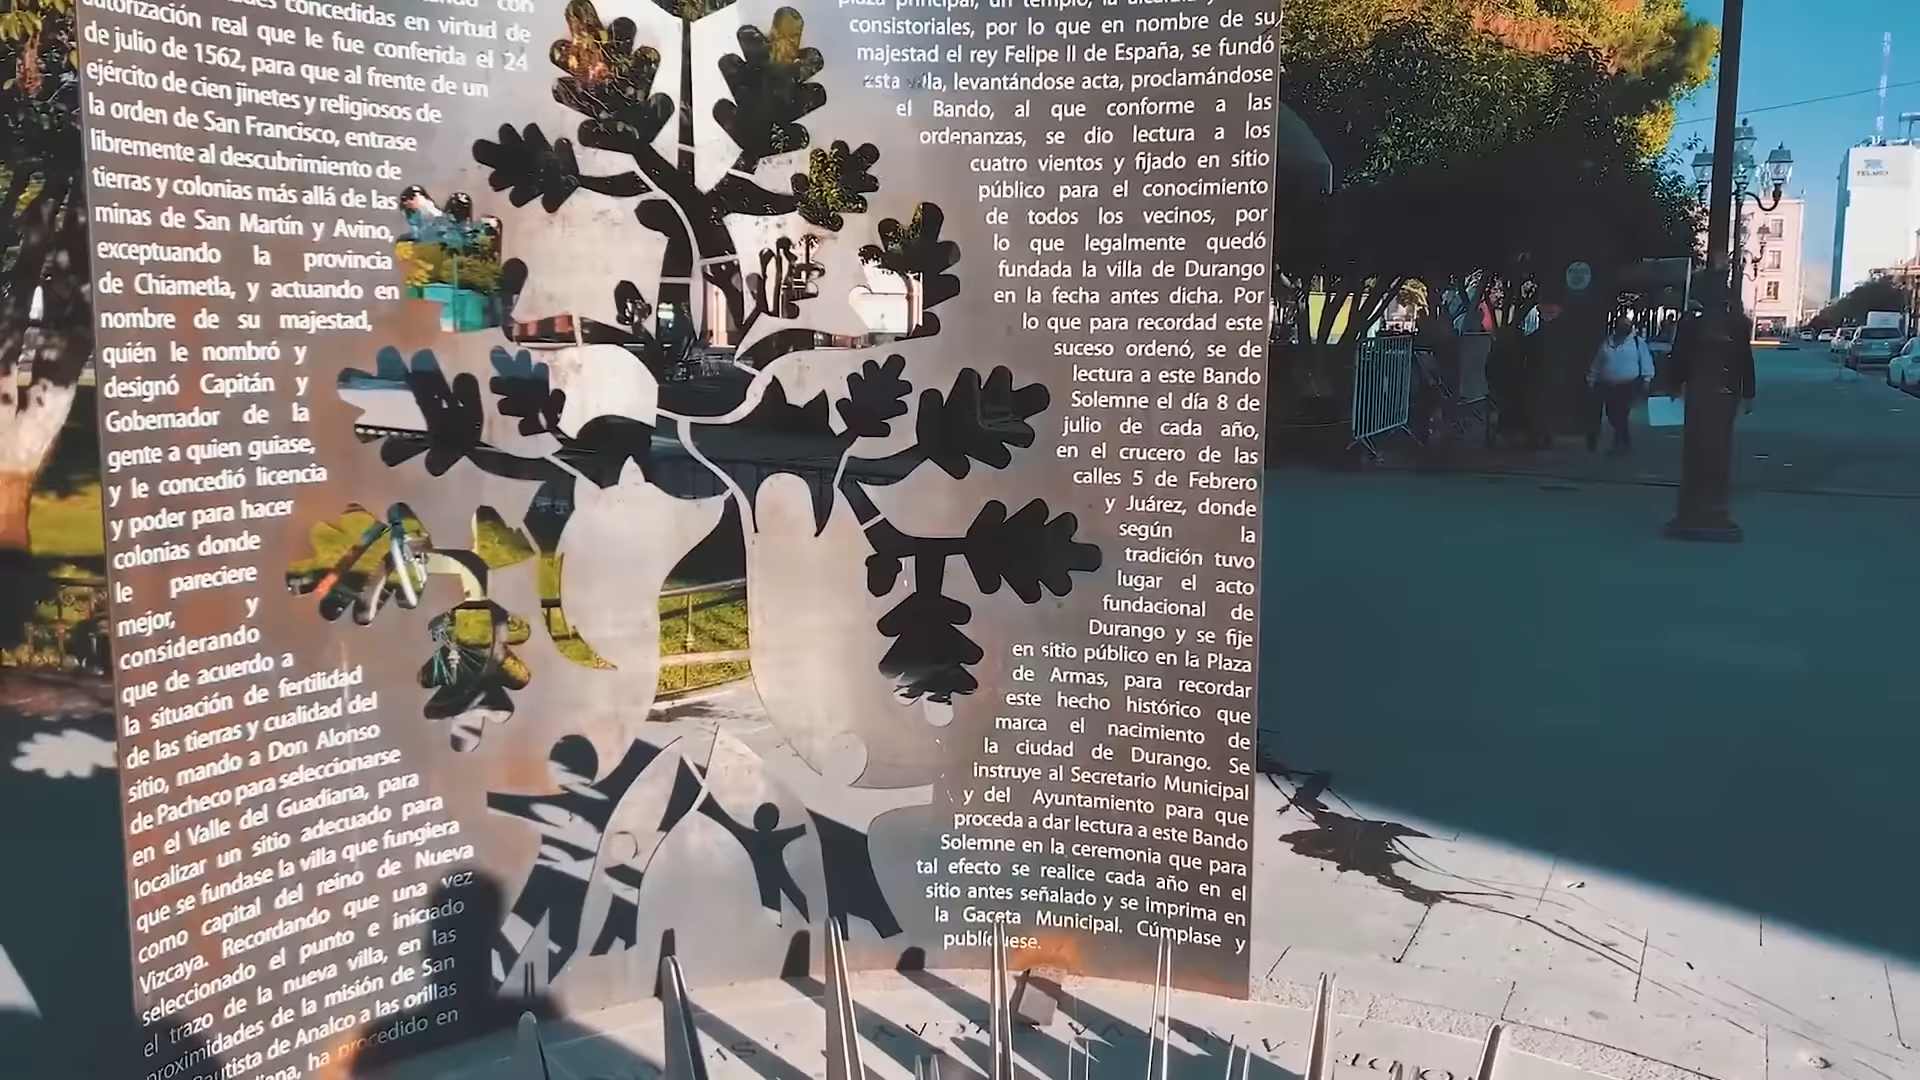 concedidas en virtud de
autorización real que le fue conferida el 24
de julio de 1562, para que al frente de un
ejército de cien jinetes y religiosos de
la orden de San Francisco, entrase
libremente al descubrimiento de
tierras y colonias más allá de las
minas de San Martín y Avino,
exceptuando la provincia
de Chiametla, y actuando en
nombre de su majestad,
quién le nombró y
designó Capitán y
Gobernador de la
gente a quien guiase,
y le concedió licencia
y poder para hacer
colonias donde
le pareciere
mejor, y
considerando
que de acuerdo a
la situación de fertilidad
de las tierras y cualidad del
sitio, mando a Don Alonso
de Pacheco para seleccionarse
en el Valle del Guadiana, para
localizar un sitio adecuado para
que se fundase la villa que fungiera
como capital del reino de Nueva
Vizcaya. Recordando que una vez
seleccionado el punto e iniciado
el trazo de la nueva villa, en las
proximidades de la misión de San
Bautista de Analco a las orillas
ha procedido en
plaza principal, un templo, la
consistoriales, por lo que en nombre de su
majestad el rey Felipe II de España, se fundó
esta villa, levantándose acta, proclamándose
el Bando, al que conforme a las
ordenanzas, se dio lectura a los
cuatro vientos y fijado en sitio
público para el conocimiento
de todos los vecinos, por
lo que legalmente quedó
fundada la villa de Durango
en la fecha antes dicha. Por
lo que para recordad este
suceso ordenó, se de
lectura a este Bando
Solemne el día 8 de
julio de cada año,
en el crucero de las
calles 5 de Febrero
y Juárez, donde
según la
tradición tuvo
lugar el acto
fundacional de
Durango y se fije
en sitio público en la Plaza
de Armas, para recordar
este hecho histórico que
marca el nacimiento de
la ciudad de Durango. Se
instruye al Secretario Municipal
y del Ayuntamiento para que
proceda a dar lectura a este Bando
Solemne en la ceremonia que para
tal efecto se realice cada año en el
sitio antes señalado y se imprima en
la Gaceta Municipal. Cúmplase y
publíquese.
TELMEX